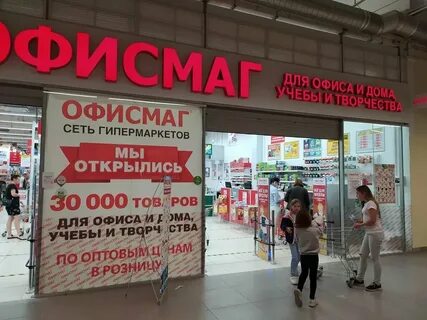 ОФИСМАГ
ДЛЯ ОФИСА И ДОМА,
УЧЕБЫ И ТВОРЧЕСТВА
ОФИСМАГ
СЕТЬ ГИПЕРМАРКЕТОВ
МЫ
ОТКРЫЛИСЬ
30 000 ТОВАРОВ
ДЛЯ ОФИСА И ДОМА,
УЧЕБЫ И ТВОРЧЕСТВА
ПО ОПТОВЫМ ЦЕНАМ
В РОЗНИЦУ